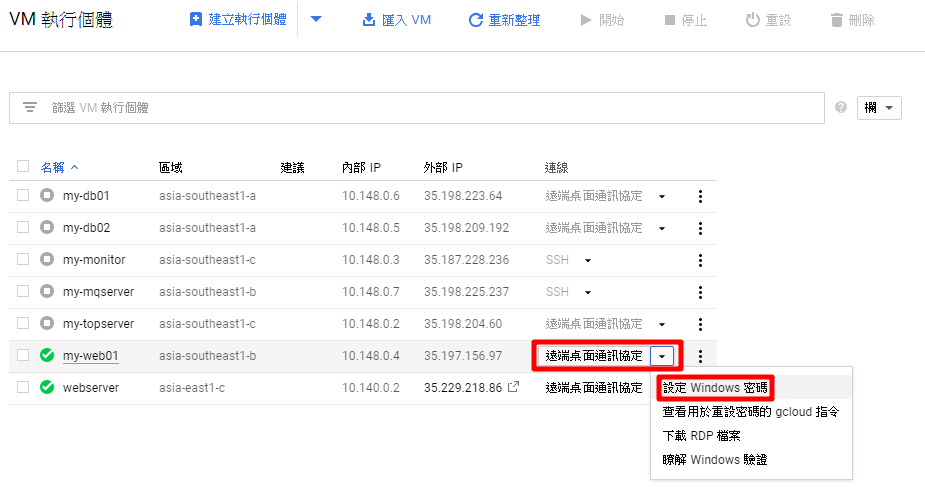 VM 執行個體 建立執行個體 匯入 VM 重新整理 開始 停止 重設 刪除
篩選 VM 執行個體 ? 欄
名稱 區域 建議 內部 IP 外部 IP 連線
my-db01 asia-southeast1-a 10.148.0.6 35.198.223.64 遠端桌面通訊協定
my-db02 asia-southeast1-a 10.148.0.5 35.198.209.192 遠端桌面通訊協定
my-monitor asia-southeast1-c 10.148.0.3 35.187.228.236 SSH
my-mqserver asia-southeast1-b 10.148.0.7 35.198.225.237 SSH
my-topserver asia-southeast1-c 10.148.0.2 35.198.204.60 遠端桌面通訊協定
my-web01 asia-southeast1-b 10.148.0.4 35.197.156.97 遠端桌面通訊協定
webserver asia-east1-c 10.140.0.2 35.229.218.86 遠端桌面通訊協定
設定 Windows 密碼
查看用於重設密碼的 gcloud 指令
下載 RDP 檔案
瞭解 Windows 驗證